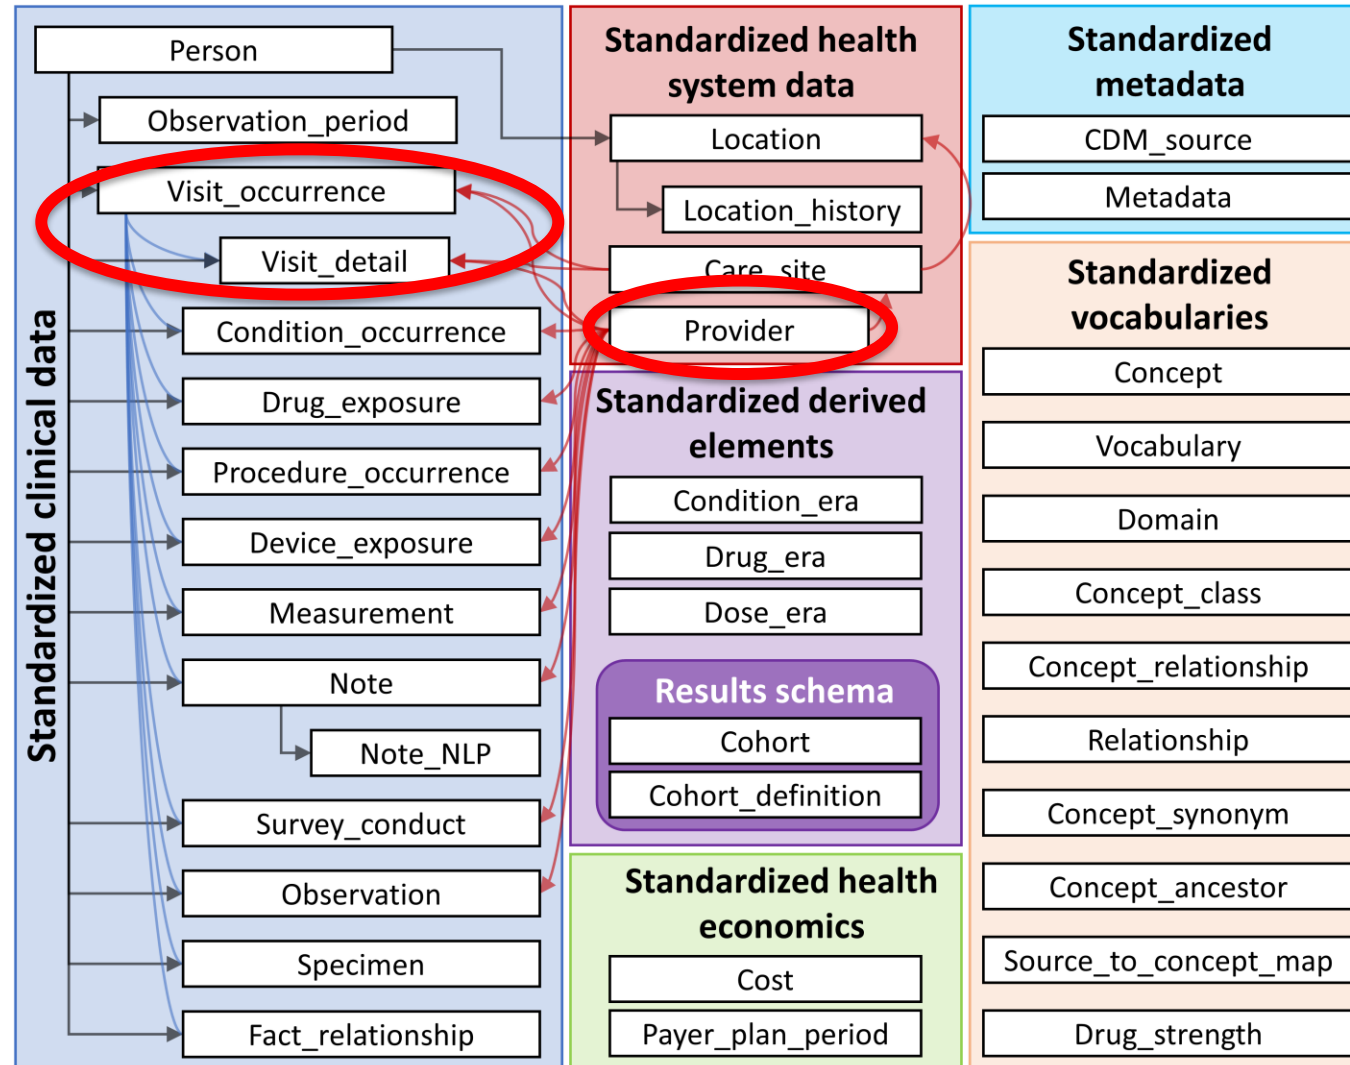 Standardized clinical data
Person
Observation_period
Visit_occurrence
Visit_detail
Condition_occurrence
Drug_exposure
Procedure_occurrence
Device_exposure
Measurement
Note
Note_NLP
Survey_conduct
Observation
Specimen
Fact_relationship
Standardized health
system data
Location
Location_history
Care_site
Provider
Standardized derived
elements
Condition_era
Drug_era
Dose_era
Results schema
Cohort
Cohort_definition
Standardized health
economics
Cost
Payer_plan_period
Standardized
metadata
CDM_source
Metadata
Standardized
vocabularies
Concept
Vocabulary
Domain
Concept_class
Concept_relationship
Relationship
Concept_synonym
Concept_ancestor
Source_to_concept_map
Drug_strength